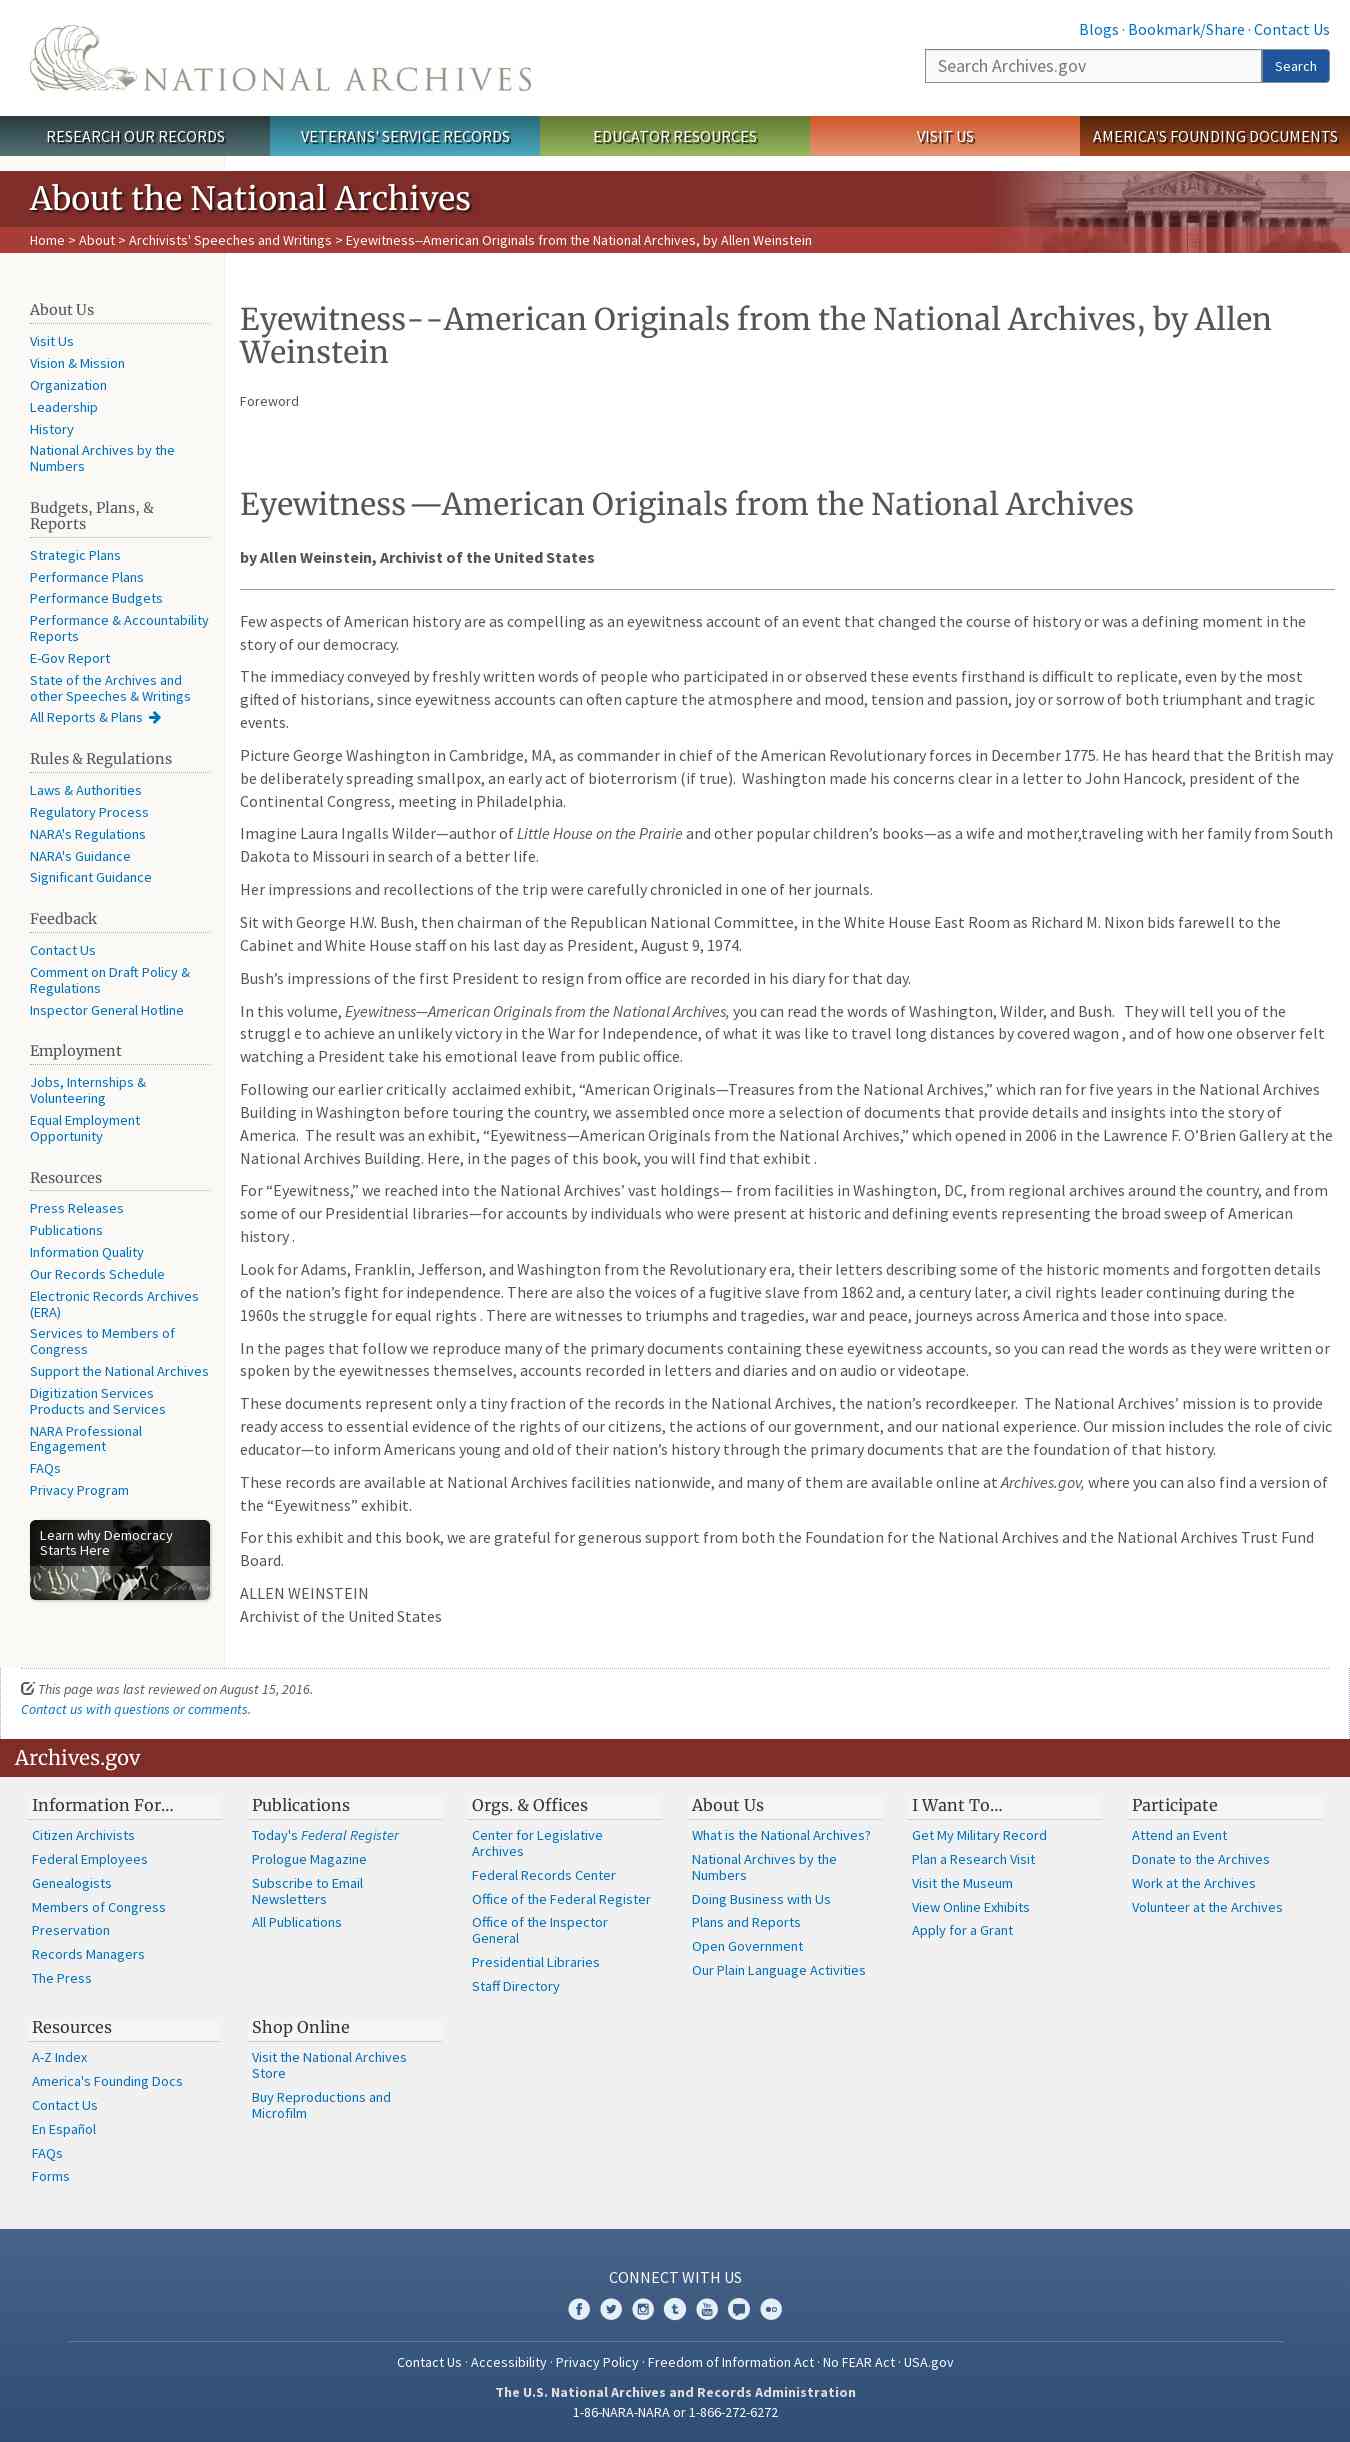 Blogs · Bookmark/Share · Contact Us
NATIONAL ARCHIVES
Search Archives.gov
Search
RESEARCH OUR RECORDS
VETERANS' SERVICE RECORDS
EDUCATOR RESOURCES
VISIT US
AMERICA'S FOUNDING DOCUMENTS
About the National Archives
Home > About > Archivists' Speeches and Writings > Eyewitness--American Originals from the National Archives, by Allen Weinstein
About Us
Visit Us
Vision & Mission
Organization
Leadership
History
National Archives by the
Numbers
Budgets, Plans, &
Reports
Strategic Plans
Performance Plans
Performance Budgets
Performance & Accountability
Reports
E-Gov Report
State of the Archives and
other Speeches & Writings
All Reports & Plans
Rules & Regulations
Laws & Authorities
Regulatory Process
NARA's Regulations
NARA's Guidance
Significant Guidance
Feedback
Contact Us
Comment on Draft Policy &
Regulations
Inspector General Hotline
Employment
Jobs, Internships &
Volunteering
Equal Employment
Opportunity
Resources
Press Releases
Publications
Information Quality
Our Records Schedule
Electronic Records Archives
(ERA)
Services to Members of
Congress
Support the National Archives
Digitization Services
Products and Services
NARA Professional
Engagement
FAQs
Privacy Program
Learn why Democracy
Starts Here
We the People
Eyewitness--American Originals from the National Archives, by Allen
Weinstein
Foreword
Eyewitness —American Originals from the National Archives
by Allen Weinstein, Archivist of the United States
Few aspects of American history are as compelling as an eyewitness account of an event that changed the course of history or was a defining moment in the
story of our democracy.
The immediacy conveyed by freshly written words of people who participated in or observed these events firsthand is difficult to replicate, even by the most
gifted of historians, since eyewitness accounts can often capture the atmosphere and mood, tension and passion, joy or sorrow of both triumphant and tragic
events.
Picture George Washington in Cambridge, MA, as commander in chief of the American Revolutionary forces in December 1775. He has heard that the British may
be deliberately spreading smallpox, an early act of bioterrorism (if true).  Washington made his concerns clear in a letter to John Hancock, president of the
Continental Congress, meeting in Philadelphia.
Imagine Laura Ingalls Wilder—author of Little House on the Prairie and other popular children’s books—as a wife and mother,traveling with her family from South
Dakota to Missouri in search of a better life.
Her impressions and recollections of the trip were carefully chronicled in one of her journals.
Sit with George H.W. Bush, then chairman of the Republican National Committee, in the White House East Room as Richard M. Nixon bids farewell to the
Cabinet and White House staff on his last day as President, August 9, 1974.
Bush’s impressions of the first President to resign from office are recorded in his diary for that day.
In this volume, Eyewitness—American Originals from the National Archives, you can read the words of Washington, Wilder, and Bush.   They will tell you of the
struggl e to achieve an unlikely victory in the War for Independence, of what it was like to travel long distances by covered wagon , and of how one observer felt
watching a President take his emotional leave from public office.
Following our earlier critically  acclaimed exhibit, “American Originals—Treasures from the National Archives,” which ran for five years in the National Archives
Building in Washington before touring the country, we assembled once more a selection of documents that provide details and insights into the story of
America.  The result was an exhibit, “Eyewitness—American Originals from the National Archives,” which opened in 2006 in the Lawrence F. O’Brien Gallery at the
National Archives Building. Here, in the pages of this book, you will find that exhibit .
For “Eyewitness,” we reached into the National Archives’ vast holdings— from facilities in Washington, DC, from regional archives around the country, and from
some of our Presidential libraries—for accounts by individuals who were present at historic and defining events representing the broad sweep of American
history .
Look for Adams, Franklin, Jefferson, and Washington from the Revolutionary era, their letters describing some of the historic moments and forgotten details
of the nation’s fight for independence. There are also the voices of a fugitive slave from 1862 and, a century later, a civil rights leader continuing during the
1960s the struggle for equal rights . There are witnesses to triumphs and tragedies, war and peace, journeys across America and those into space.
In the pages that follow we reproduce many of the primary documents containing these eyewitness accounts, so you can read the words as they were written or
spoken by the eyewitnesses themselves, accounts recorded in letters and diaries and on audio or videotape.
These documents represent only a tiny fraction of the records in the National Archives, the nation’s recordkeeper.  The National Archives’ mission is to provide
ready access to essential evidence of the rights of our citizens, the actions of our government, and our national experience. Our mission includes the role of civic
educator—to inform Americans young and old of their nation’s history through the primary documents that are the foundation of that history.
These records are available at National Archives facilities nationwide, and many of them are available online at Archives.gov, where you can also find a version of
the “Eyewitness” exhibit.
For this exhibit and this book, we are grateful for generous support from both the Foundation for the National Archives and the National Archives Trust Fund
Board.
ALLEN WEINSTEIN
Archivist of the United States
This page was last reviewed on August 15, 2016.
Contact us with questions or comments.
Archives.gov
Information For…
Citizen Archivists
Federal Employees
Genealogists
Members of Congress
Preservation
Records Managers
The Press
Publications
Today's Federal Register
Prologue Magazine
Subscribe to Email
Newsletters
All Publications
Orgs. & Offices
Center for Legislative
Archives
Federal Records Center
Office of the Federal Register
Office of the Inspector
General
Presidential Libraries
Staff Directory
About Us
What is the National Archives?
National Archives by the
Numbers
Doing Business with Us
Plans and Reports
Open Government
Our Plain Language Activities
I Want To…
Get My Military Record
Plan a Research Visit
Visit the Museum
View Online Exhibits
Apply for a Grant
Participate
Attend an Event
Donate to the Archives
Work at the Archives
Volunteer at the Archives
Resources
A-Z Index
America's Founding Docs
Contact Us
En Español
FAQs
Forms
Shop Online
Visit the National Archives
Store
Buy Reproductions and
Microfilm
CONNECT WITH US
Contact Us · Accessibility · Privacy Policy · Freedom of Information Act · No FEAR Act · USA.gov
The U.S. National Archives and Records Administration
1-86-NARA-NARA or 1-866-272-6272